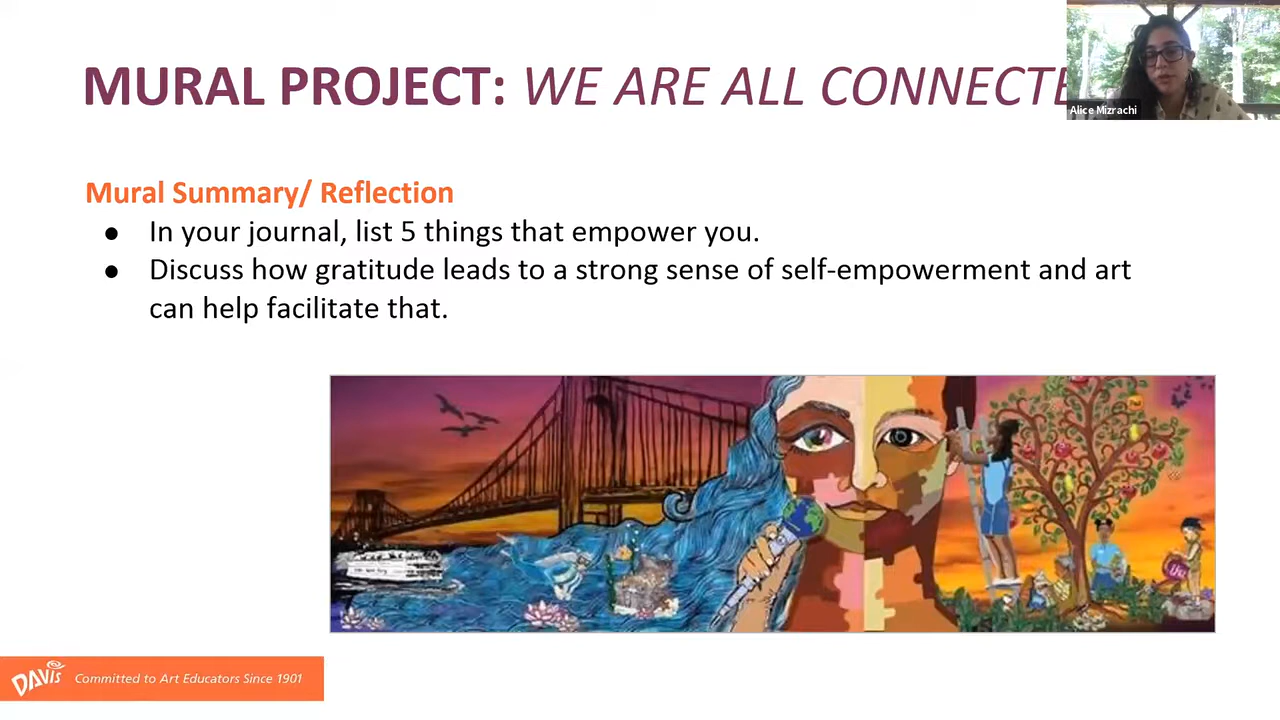 MURAL PROJECT: WE ARE ALL CONNECTE
Alice Mizrachi
Mural Summary/ Reflection
● In your journal, list 5 things that empower you.
● Discuss how gratitude leads to a strong sense of self-empowerment and art
can help facilitate that.
DAVIS Committed to Art Educators Since 1901